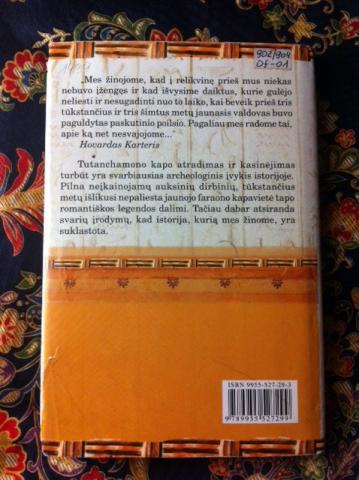 902/904
Of-01
„Mes žinojome, kad į relikvinę prieš mus niekas
nebuvo įžengęs ir kad išvysime daiktus, kurie gulėjo
neliesti ir nesugadinti nuo to laiko, kai beveik prieš tris
tūkstančius ir tris šimtus metų jaunasis valdovas buvo
paguldytas paskutinio poilsio. Pagaliau mes radome tai,
apie ką net nesvajojome...“
Hovardas Karteris
Tutanchamono kapo atradimas ir kasinėjimas
turbūt yra svarbiausias archeologinis įvykis istorijoje.
Pilna neįkainojamų auksinių dirbinių, tūkstančius
metų išlikusi nepaliesta jaunojo faraono kapavietė tapo
romantiškos legendos dalimi. Tačiau dabar atsiranda
svarių įrodymų, kad istorija, kurią mes žinome, yra
suklastota.
ISBN 9955-527-29-3
9 789955 527299